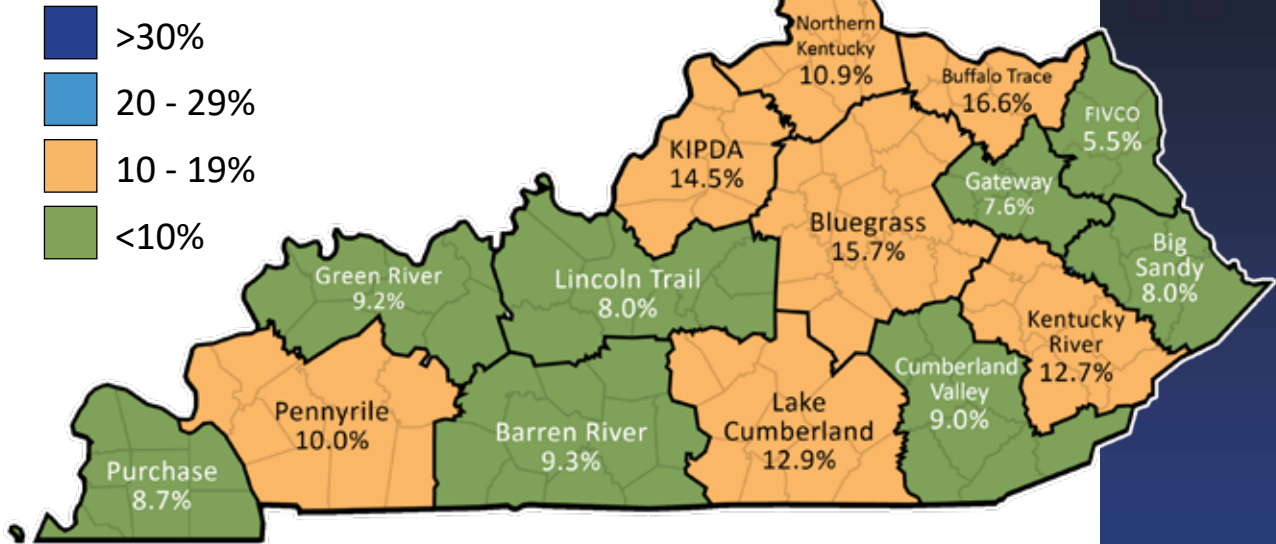 >30%
20 - 29%
10 - 19%
<10%
Northern
Kentucky
10.9%
Buffalo Trace
16.6%
FIVCO
5.5%
KIPDA
14.5%
Gateway
7.6%
Bluegrass
15.7%
Big
Sandy
8.0%
Green River
9.2%
Lincoln Trail
8.0%
Kentucky
River
12.7%
Cumberland
Valley
9.0%
Pennyrile
10.0%
Barren River
9.3%
Lake
Cumberland
12.9%
Purchase
8.7%